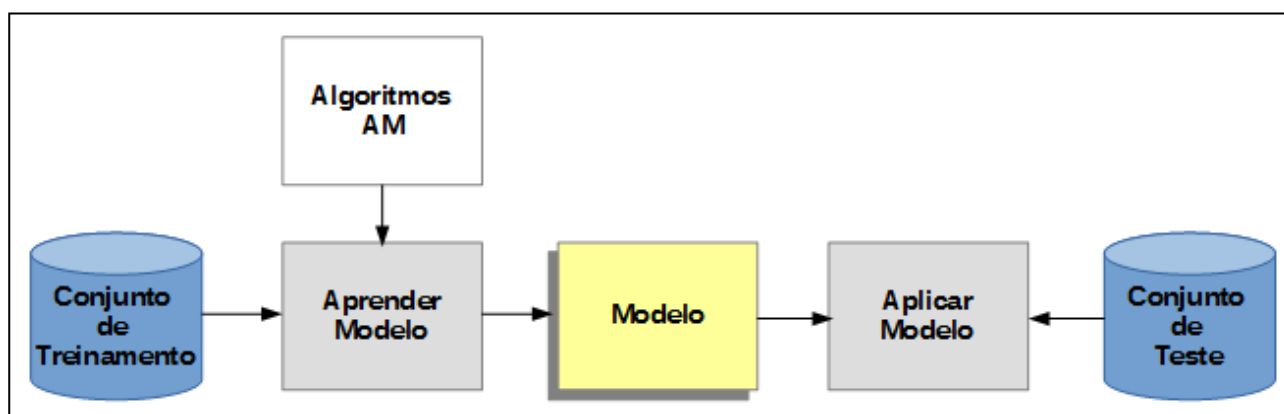 Algoritmos
AM
Conjunto
de
Treinamento
Aprender
Modelo
Modelo
Aplicar
Modelo
Conjunto
de
Teste